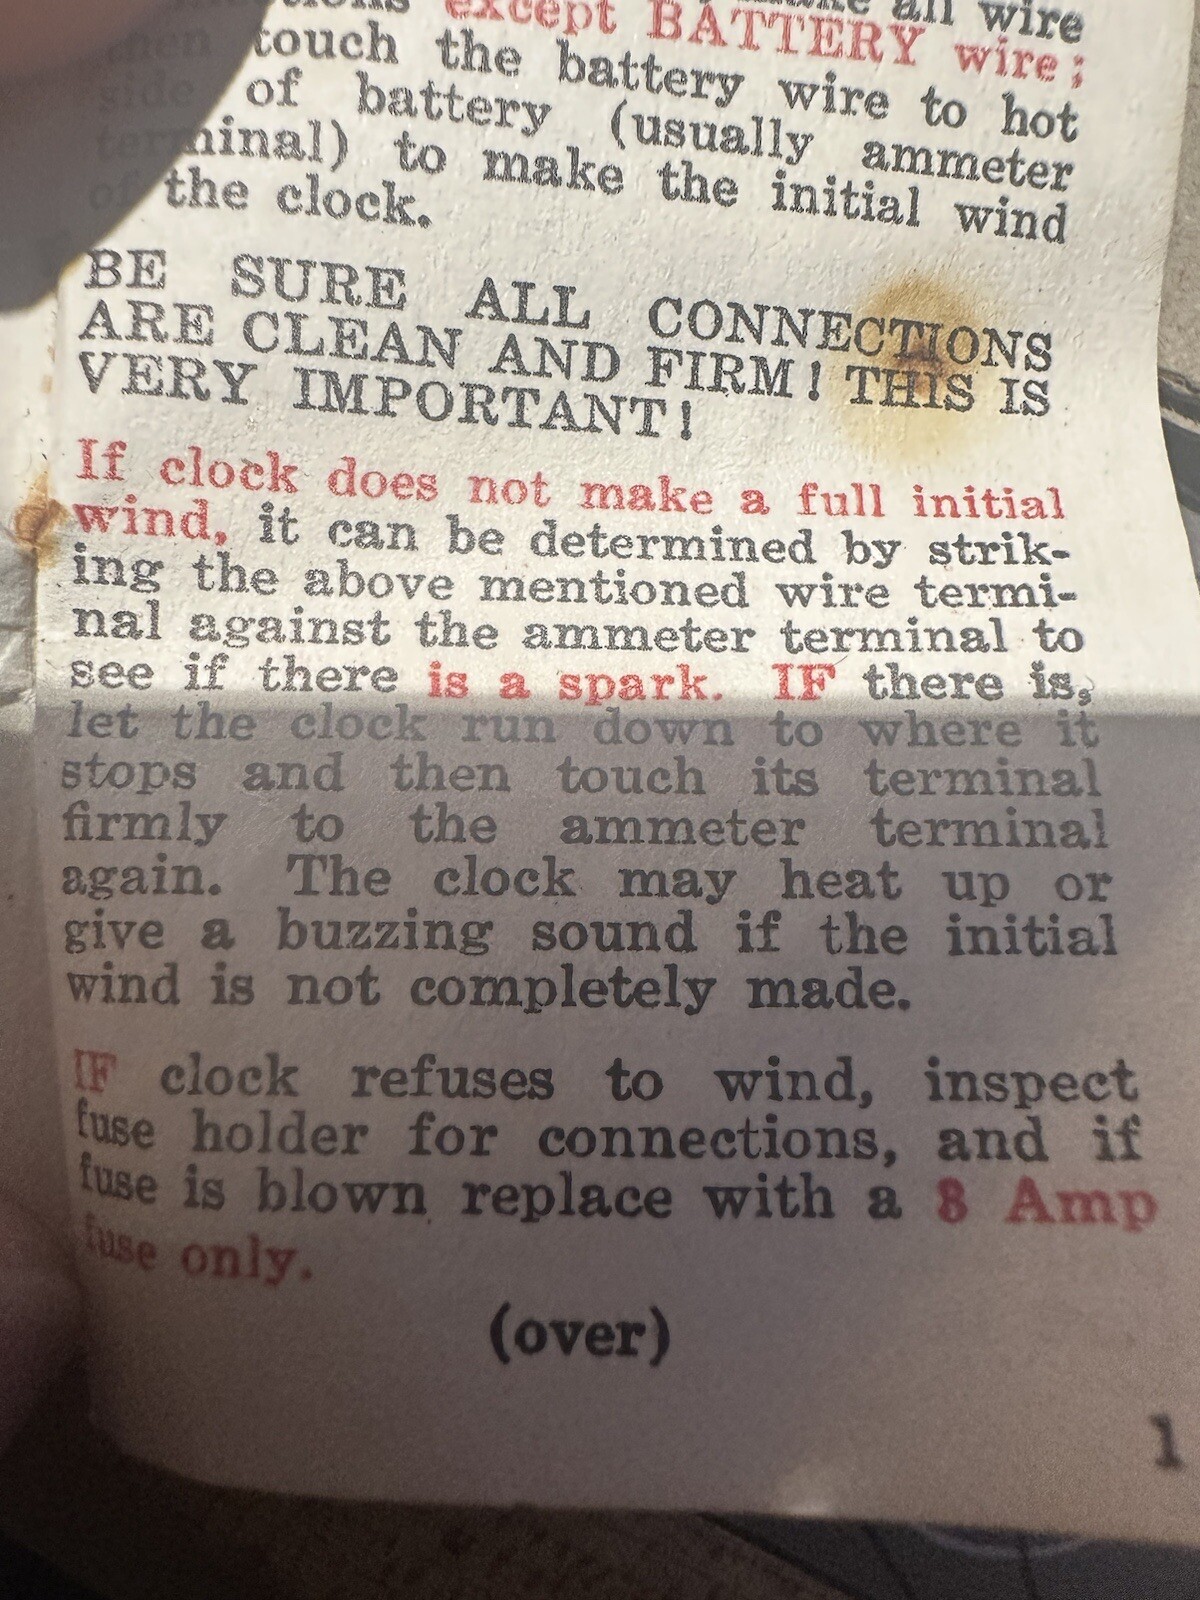 except BATTERY wire;
all wire
touch the battery wire to hot
side of battery (usually ammeter
terminal) to make the initial wind
of the clock.
BE SURE ALL CONNECTIONS
ARE CLEAN AND FIRM! THIS IS
VERY IMPORTANT!
If clock does not make a full initial
wind, it can be determined by strik-
ing the above mentioned wire termi-
nal against the ammeter terminal to
see if there is a spark. IF there is,
let the clock run down to where it
stops and then touch its terminal
firmly to the ammeter terminal
again. The clock may heat up or
give a buzzing sound if the initial
wind is not completely made.
IF clock refuses to wind, inspect
fuse holder for connections, and if
fuse is blown replace with a 8 Amp
fuse only.
(over)
1